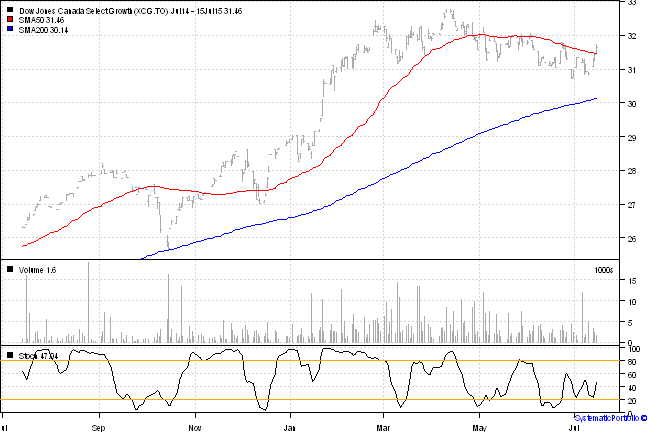 Dow Jones Canada Select Growth (XCG.TO) Jul14 - 15Jul15 31.46
SMA50 31.46
SMA200 30.14
33
32
31
30
29
28
27
26
Volume 1.6
1000s
15
10
5
0
Stoch 47.94
100
80
60
40
20
0
ul Sep Nov Jan Mar May Jul
SystematicPortfolio ©